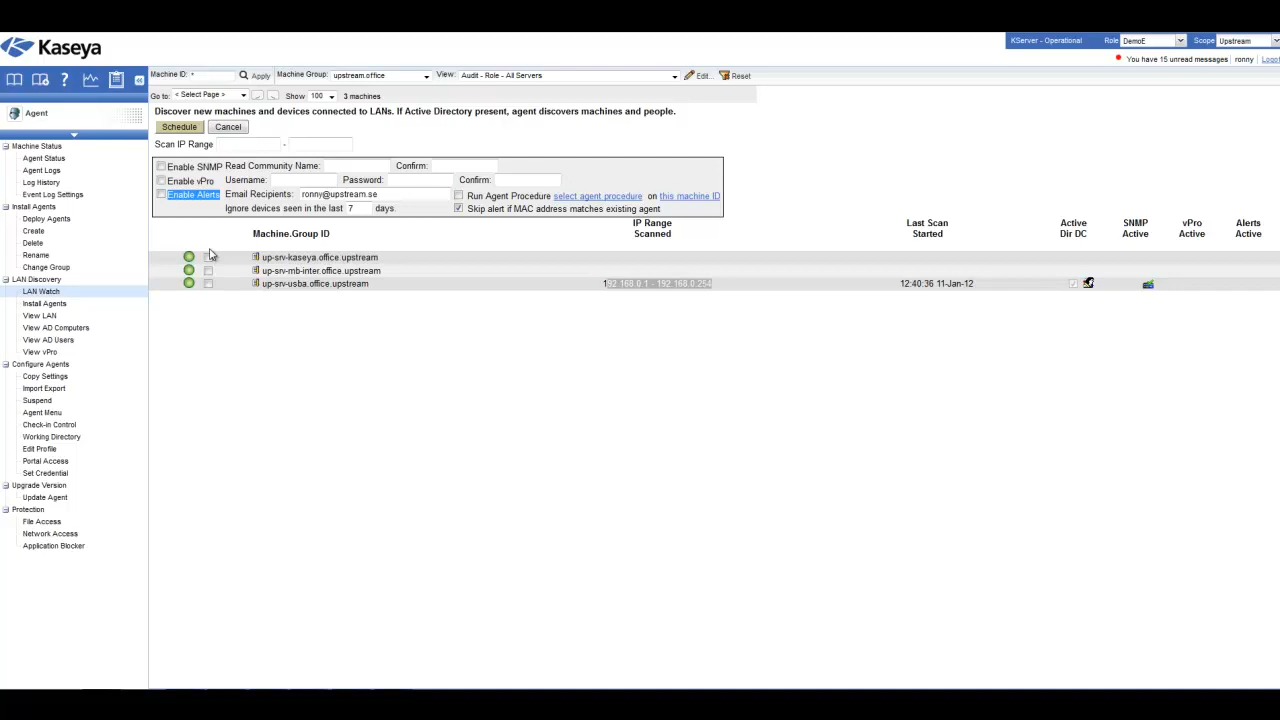 Kaseya
KServer - Operational Role DemoE Scope Upstream
You have 15 unread messages | ronny |
Machine ID: * Apply Machine Group: upstream.office View: Audit - Role - All Servers Edit... Reset
Go to: < Select Page > Show 100 3 machines
Agent
Machine Status
Agent Status
Agent Logs
Log History
Event Log Settings
Install Agents
Deploy Agents
Create
Delete
Rename
Change Group
LAN Discovery
LAN Watch
Install Agents
View LAN
View AD Computers
View AD Users
View vPro
Configure Agents
Copy Settings
Import Export
Suspend
Agent Menu
Check-in Control
Working Directory
Edit Profile
Portal Access
Set Credential
Upgrade Version
Update Agent
Protection
File Access
Network Access
Application Blocker
Discover new machines and devices connected to LANs. If Active Directory present, agent discovers machines and people.
Schedule Cancel
Scan IP Range -
Enable SNMP Read Community Name: Confirm:
Enable vPro Username: Password: Confirm:
Enable Alerts Email Recipients: ronny@upstream.se Run Agent Procedure select agent procedure on this machine ID
Ignore devices seen in the last 7 days. Skip alert if MAC address matches existing agent
Machine.Group ID IP Range Scanned Last Scan Started Active Dir DC SNMP Active vPro Active Alerts Active
up-srv-kaseya.office.upstream
up-srv-mb-inter.office.upstream
up-srv-usba.office.upstream 192.168.0.1 - 192.168.0.254 12:40:36 11-Jan-12